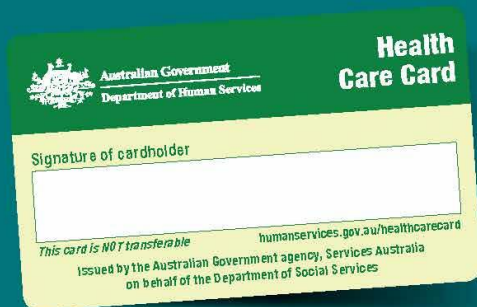 Australian Government
Department of Human Services
Health
Care Card
Signature of cardholder
This card is NOT transferable
humanservices.gov.au/healthcarecard
Issued by the Australian Government agency, Services Australia
on behalf of the Department of Social Services